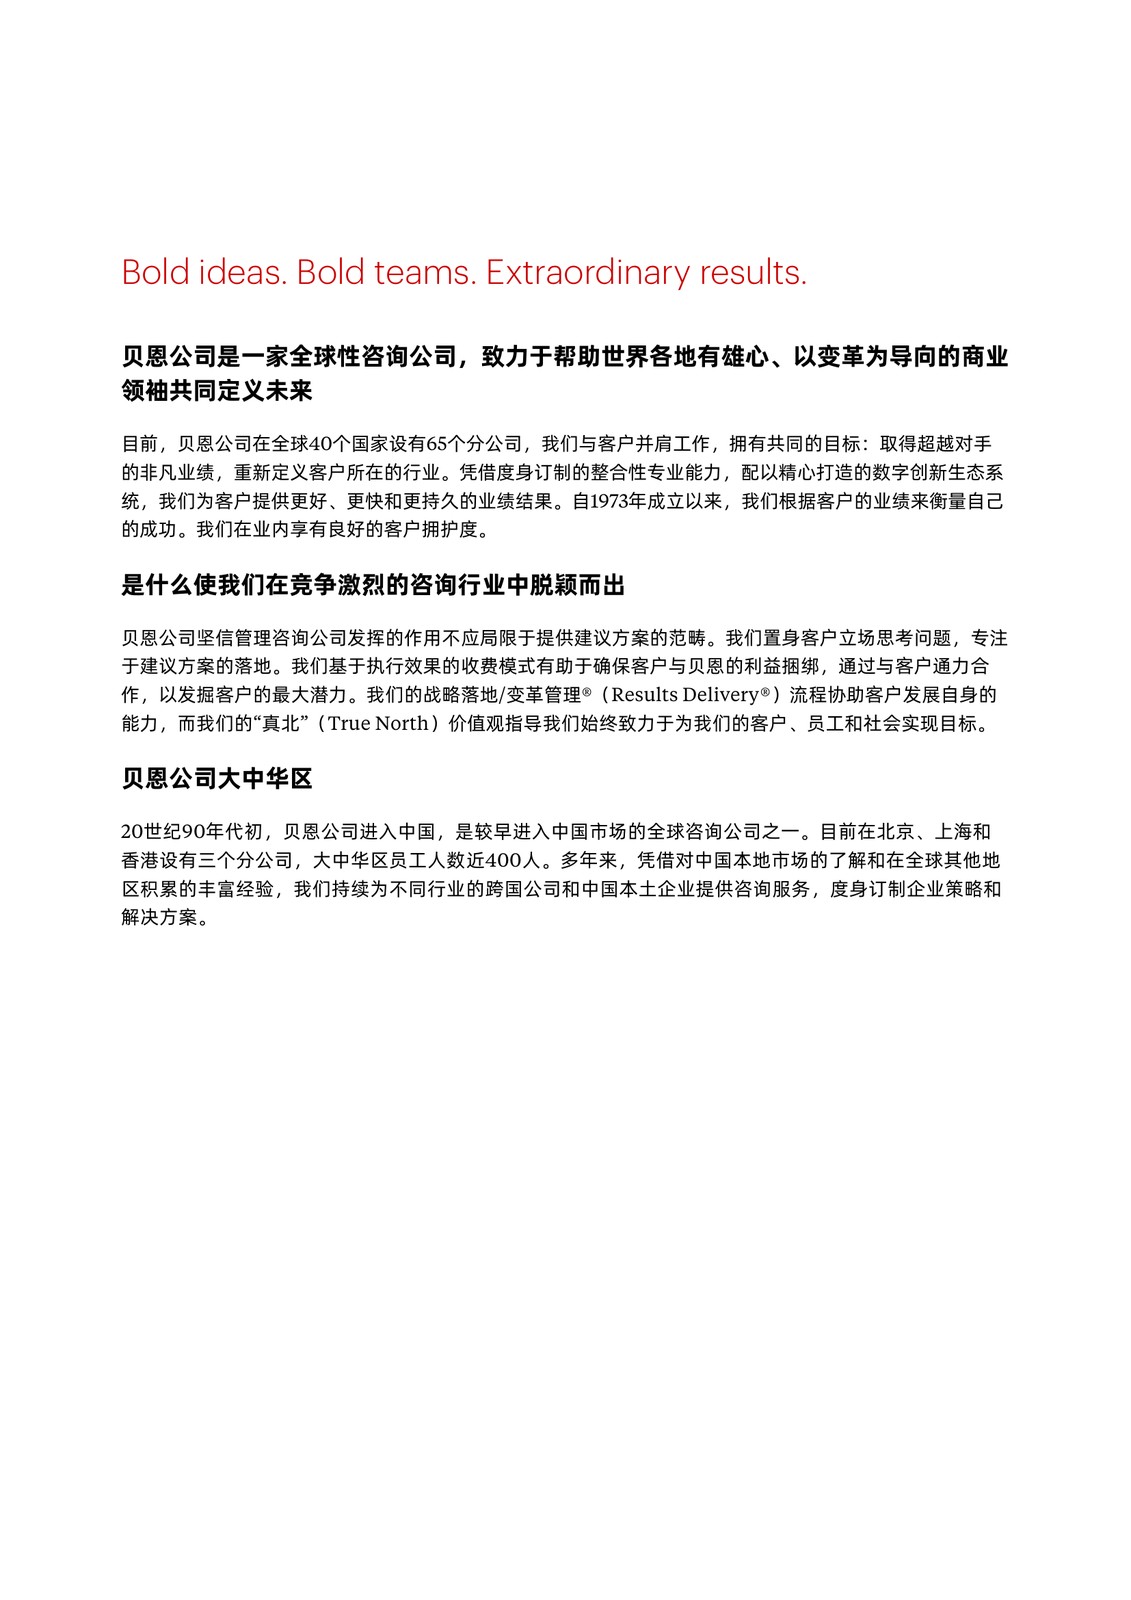 Bold ideas. Bold teams. Extraordinary results.
贝恩公司是一家全球性咨询公司，致力于帮助世界各地有雄心、以变革为导向的商业
领袖共同定义未来
目前，贝恩公司在全球40个国家设有65个分公司，我们与客户并肩工作，拥有共同的目标：取得超越对手
的非凡业绩，重新定义客户所在的行业。凭借度身订制的整合性专业能力，配以精心打造的数字创新生态系
统，我们为客户提供更好、更快和更持久的业绩结果。自1973年成立以来，我们根据客户的业绩来衡量自己
的成功。我们在业内享有良好的客户拥护度。
是什么使我们在竞争激烈的咨询行业中脱颖而出
贝恩公司坚信管理咨询公司发挥的作用不应局限于提供建议方案的范畴。我们置身客户立场思考问题，专注
于建议方案的落地。我们基于执行效果的收费模式有助于确保客户与贝恩的利益捆绑，通过与客户通力合
作，以发掘客户的最大潜力。我们的战略落地/变革管理®（Results Delivery®）流程协助客户发展自身的
能力，而我们的“真北”（True North）价值观指导我们始终致力于为我们的客户、员工和社会实现目标。
贝恩公司大中华区
20世纪90年代初，贝恩公司进入中国，是较早进入中国市场的全球咨询公司之一。目前在北京、上海和
香港设有三个分公司，大中华区员工人数近400人。多年来，凭借对中国本地市场的了解和在全球其他地
区积累的丰富经验，我们持续为不同行业的跨国公司和中国本土企业提供咨询服务，度身订制企业策略和
解决方案。